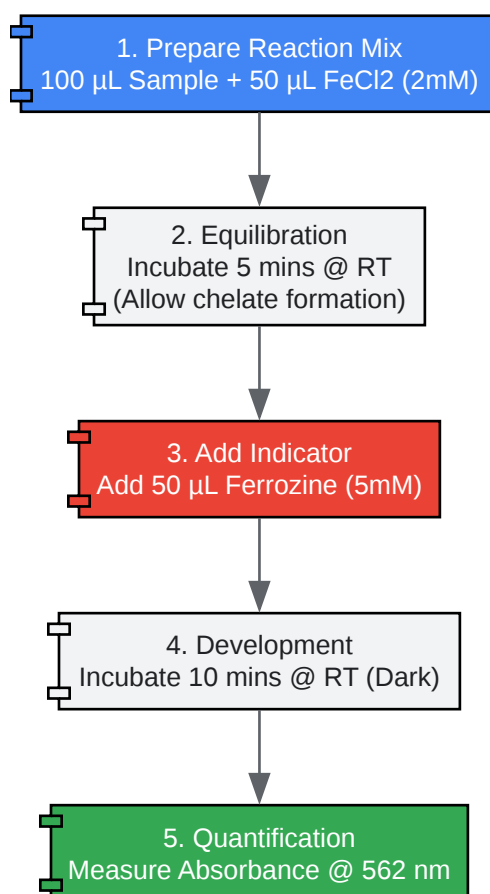 1. Prepare Reaction Mix
100 µL Sample + 50 µL FeCl2 (2mM)
2. Equilibration
Incubate 5 mins @ RT
(Allow chelate formation)
3. Add Indicator
Add 50 µL Ferrozine (5mM)
4. Development
Incubate 10 mins @ RT (Dark)
5. Quantification
Measure Absorbance @ 562 nm